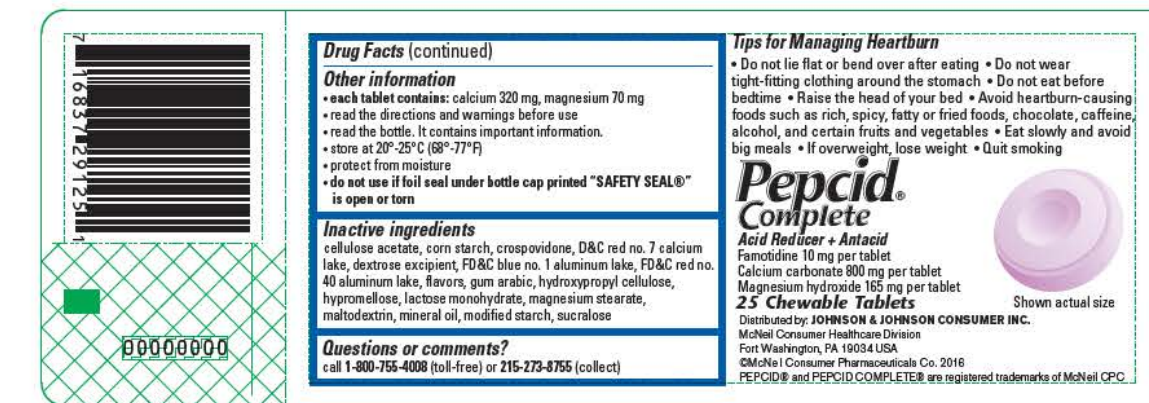 7 16837 29125 1
00000000
Drug Facts (continued)
Other information
• each tablet contains: calcium 320 mg, magnesium 70 mg
• read the directions and warnings before use
• read the bottle. It contains important information.
• store at 20°-25°C (68°-77°F)
• protect from moisture
• do not use if foil seal under bottle cap printed "SAFETY SEAL®"
is open or torn
Inactive ingredients
cellulose acetate, corn starch, crospovidone, D&C red no. 7 calcium
lake, dextrose excipient, FD&C blue no. 1 aluminum lake, FD&C red no.
40 aluminum lake, flavors, gum arabic, hydroxypropyl cellulose,
hypromellose, lactose monohydrate, magnesium stearate,
maltodextrin, mineral oil, modified starch, sucralose
Questions or comments?
call 1-800-755-4008 (toll-free) or 215-273-8755 (collect)
Tips for Managing Heartburn
• Do not lie flat or bend over after eating • Do not wear
tight-fitting clothing around the stomach • Do not eat before
bedtime • Raise the head of your bed • Avoid heartburn-causing
foods such as rich, spicy, fatty or fried foods, chocolate, caffeine,
alcohol, and certain fruits and vegetables • Eat slowly and avoid
big meals • If overweight, lose weight • Quit smoking
Pepcid®
Complete
Acid Reducer + Antacid
Famotidine 10 mg per tablet
Calcium carbonate 800 mg per tablet
Magnesium hydroxide 165 mg per tablet
25 Chewable Tablets
Shown actual size
Distributed by: JOHNSON & JOHNSON CONSUMER INC.
McNeil Consumer Healthcare Division
Fort Washington, PA 19034 USA
©McNeil Consumer Pharmaceuticals Co. 2016
PEPCID® and PEPCID COMPLETE® are registered trademarks of McNeil CPC